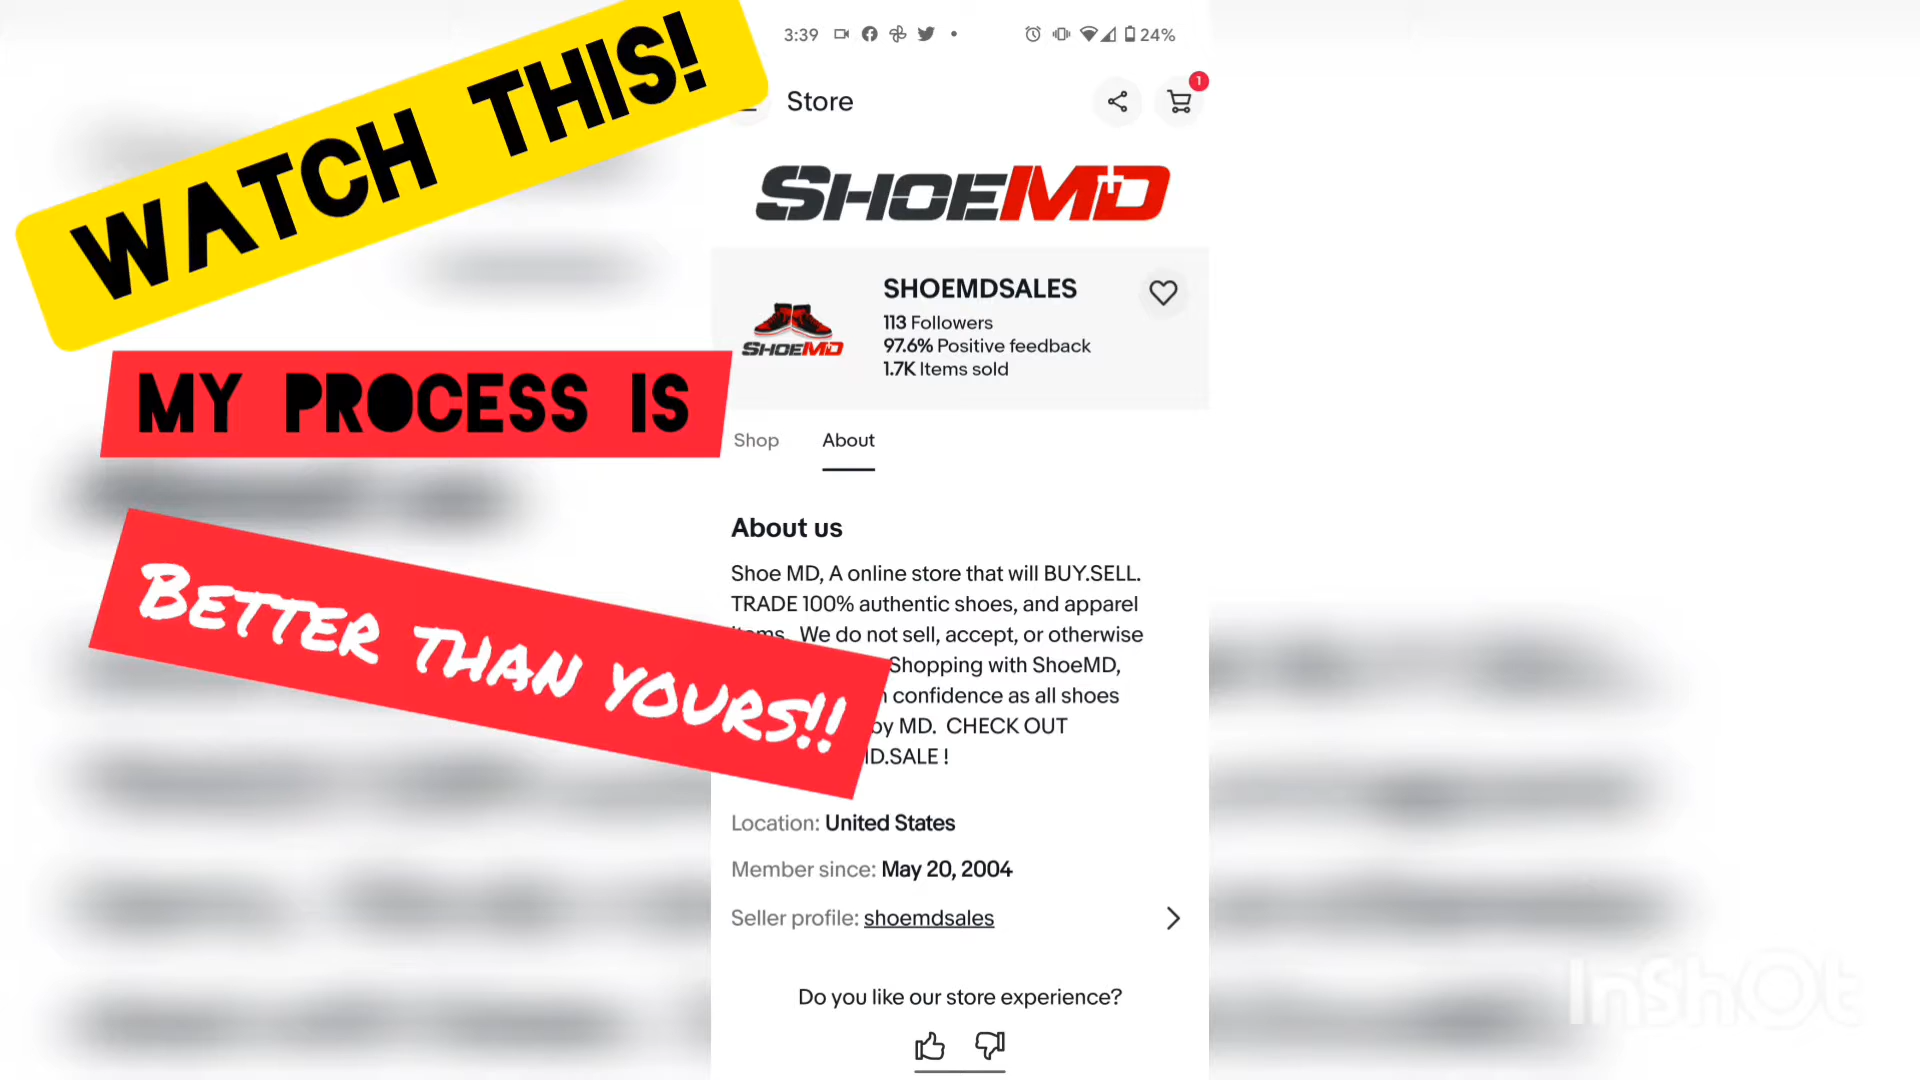 WATCH THIS!
MY PROCESS IS
BETTER THAN YOURS!!
3:39
24%
Store
1
SHOEMD
SHOEMDSALES
113 Followers
97.6% Positive feedback
1.7K Items sold
SHOEMD
Shop About
About us
Shoe MD, A online store that will BUY.SELL.
TRADE 100% authentic shoes, and apparel
We do not sell, accept, or otherwise
Shopping with ShoeMD,
confidence as all shoes
by MD. CHECK OUT
D.SALE !
Location: United States
Member since: May 20, 2004
Seller profile: shoemdsales
Do you like our store experience?
InShOt